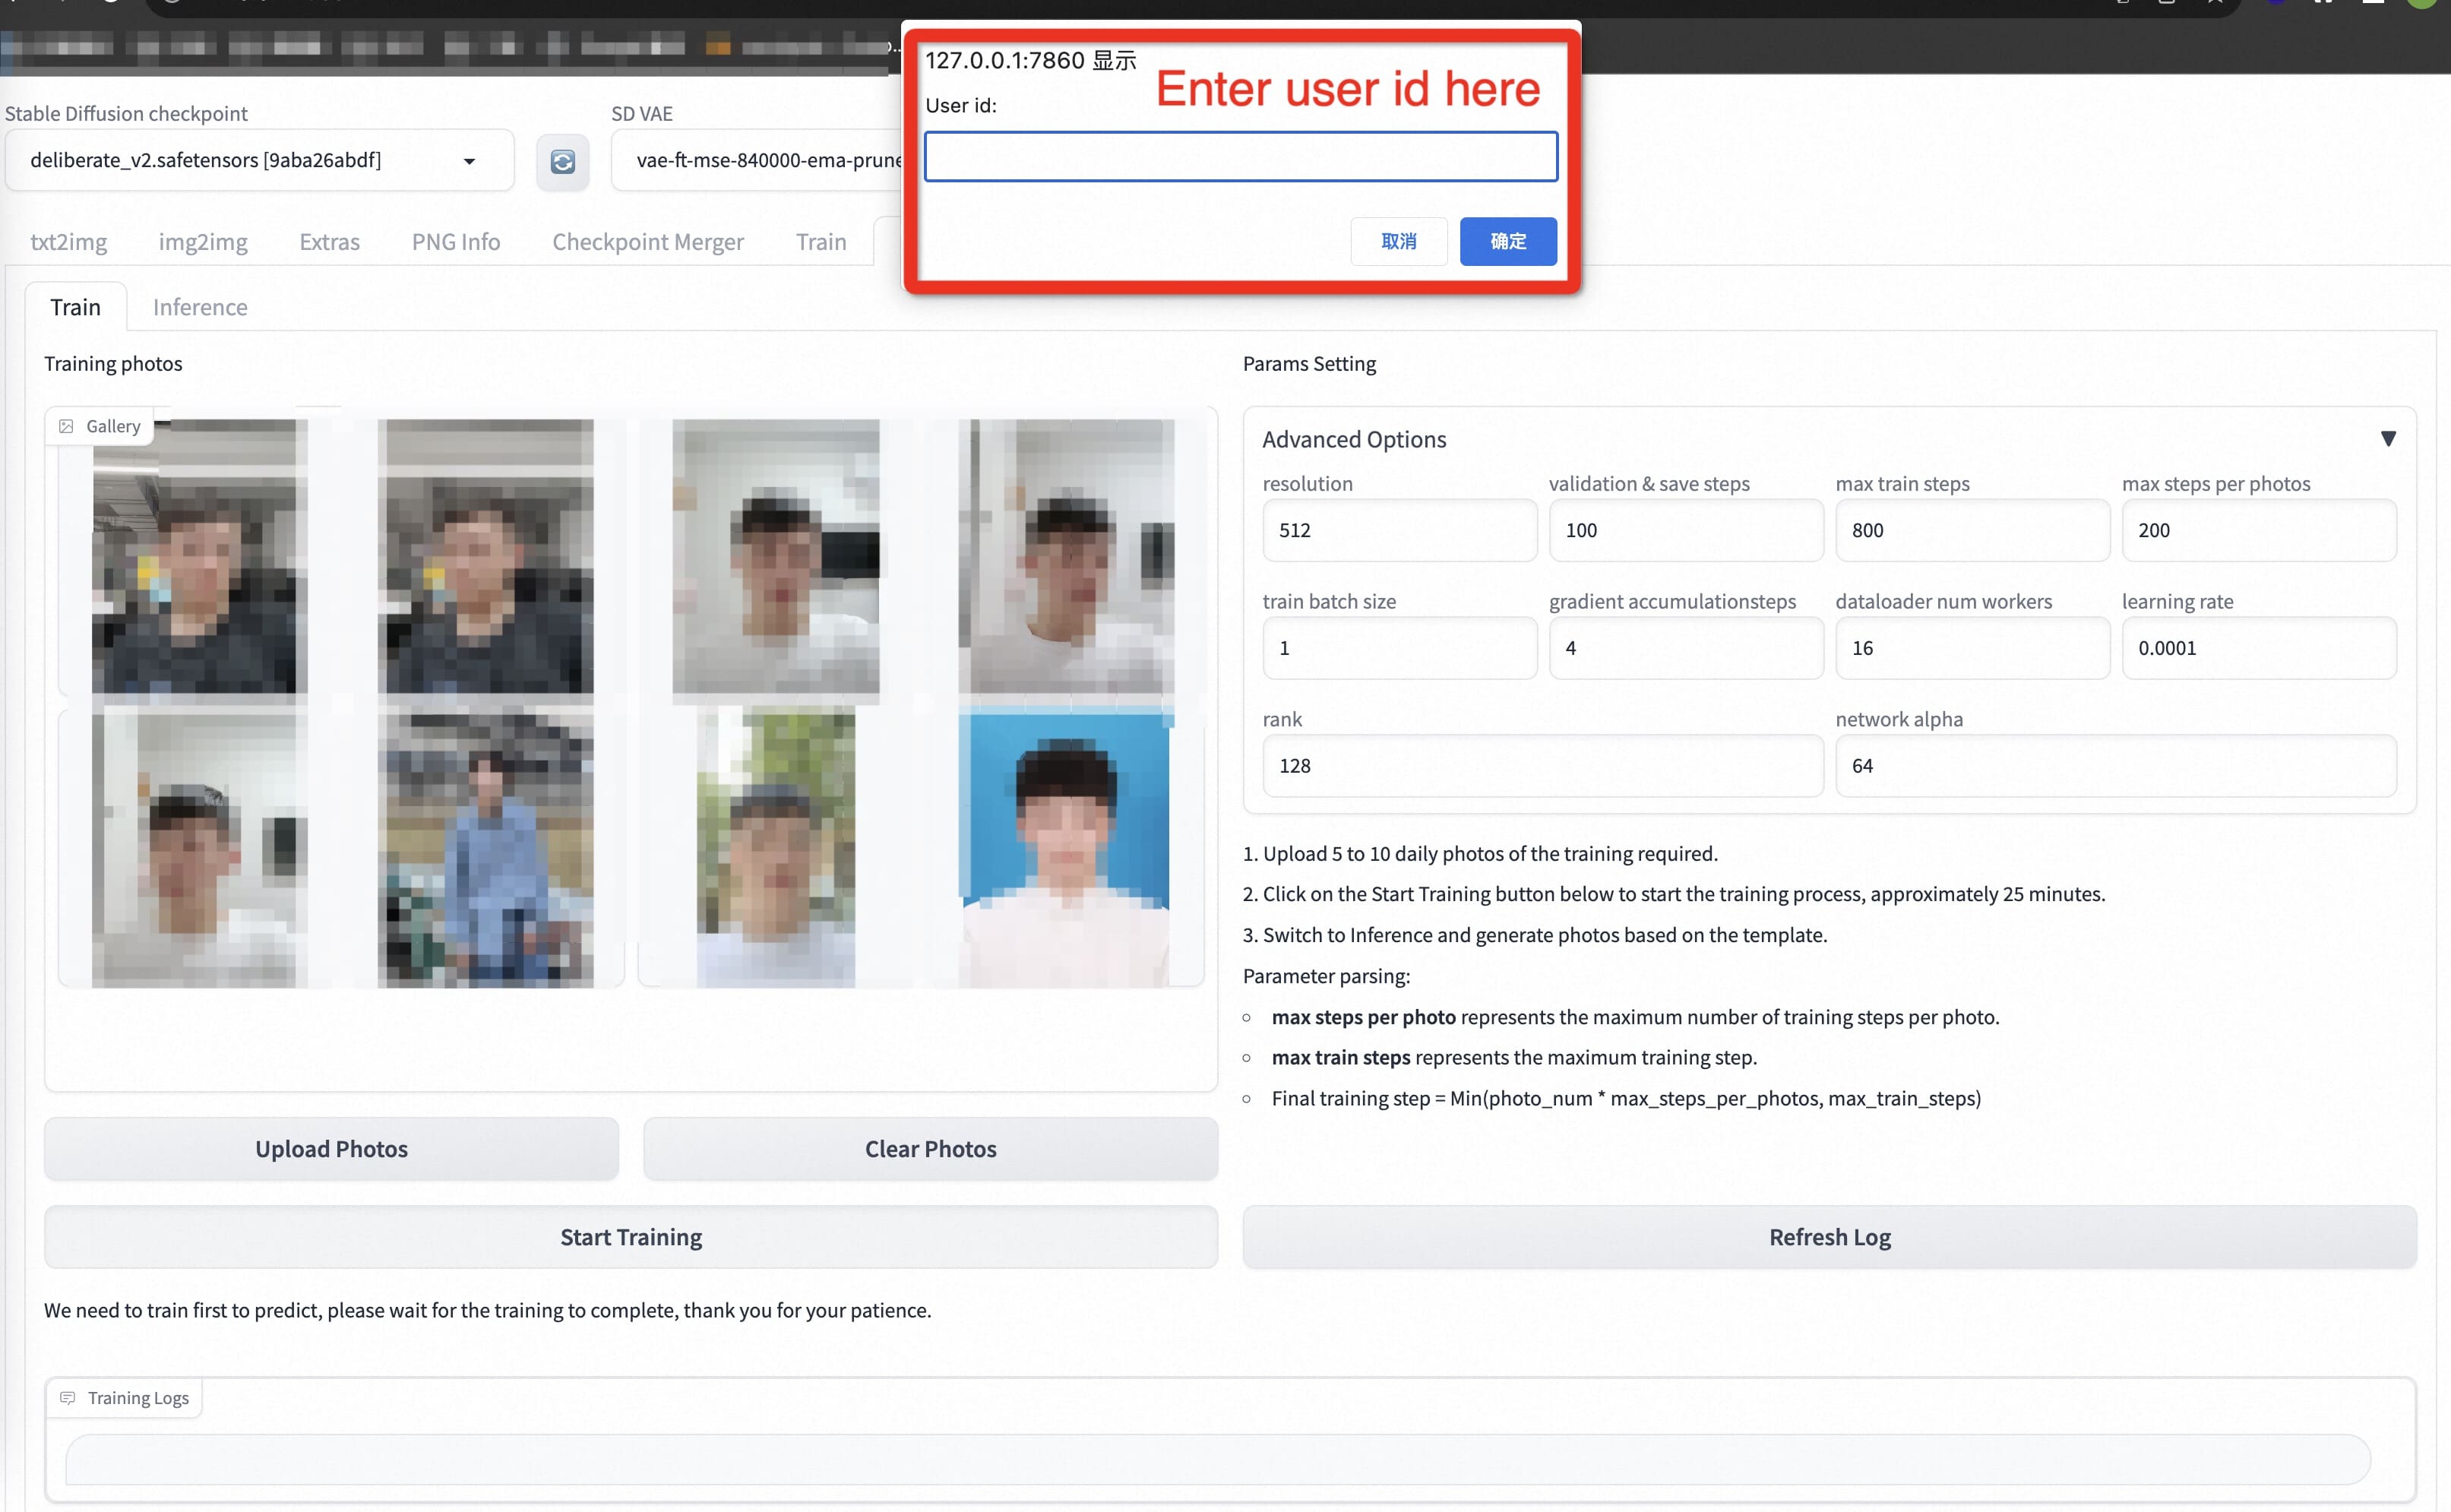 127.0.0.1:7860 显示
Enter user id here
User id:
取消
确定
Stable Diffusion checkpoint
SD VAE
deliberate_v2.safetensors [9aba26abdf]
vae-ft-mse-840000-ema-prune
txt2img img2img Extras PNG Info Checkpoint Merger Train
Train Inference
Training photos
Gallery
Params Setting
Advanced Options ▼
resolution validation & save steps max train steps max steps per photos
512 100 800 200
train batch size gradient accumulationsteps dataloader num workers learning rate
1 4 16 0.0001
rank network alpha
128 64
1. Upload 5 to 10 daily photos of the training required.
2. Click on the Start Training button below to start the training process, approximately 25 minutes.
3. Switch to Inference and generate photos based on the template.
Parameter parsing:
max steps per photo represents the maximum number of training steps per photo.
max train steps represents the maximum training step.
Final training step = Min(photo_num * max_steps_per_photos, max_train_steps)
Upload Photos Clear Photos
Start Training Refresh Log
We need to train first to predict, please wait for the training to complete, thank you for your patience.
Training Logs